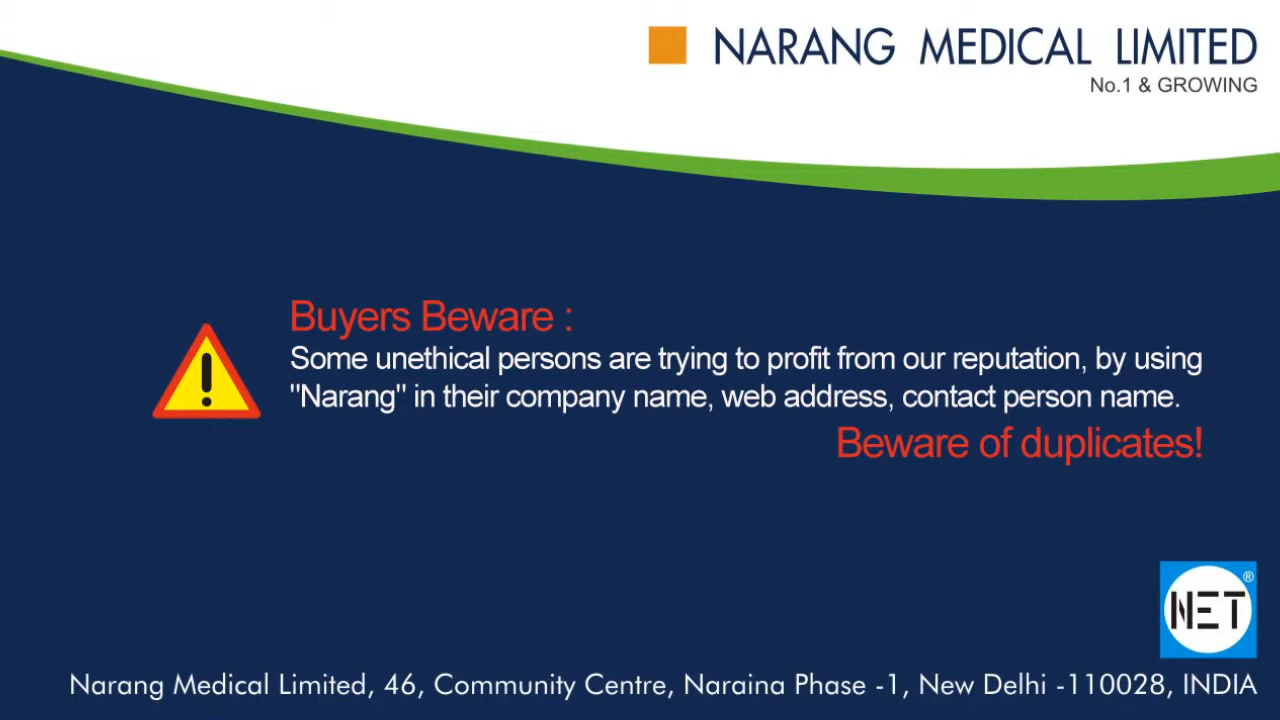 NARANG MEDICAL LIMITED
No.1 & GROWING
Buyers Beware :
Some unethical persons are trying to profit from our reputation, by using
"Narang" in their company name, web address, contact person name.
Beware of duplicates!
NET®
Narang Medical Limited, 46, Community Centre, Naraina Phase -1, New Delhi -110028, INDIA